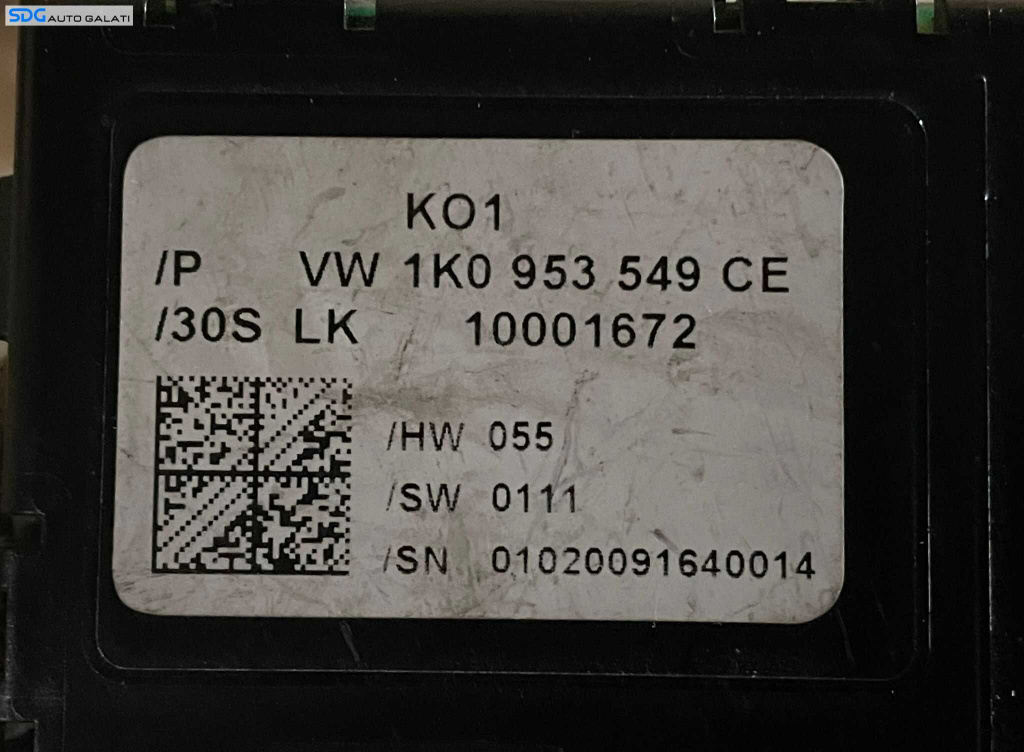 SDG AUTO GALATI
KO1
/P VW 1K0 953 549 CE
/30S LK 10001672
/HW 055
/SW 0111
/SN 01020091640014